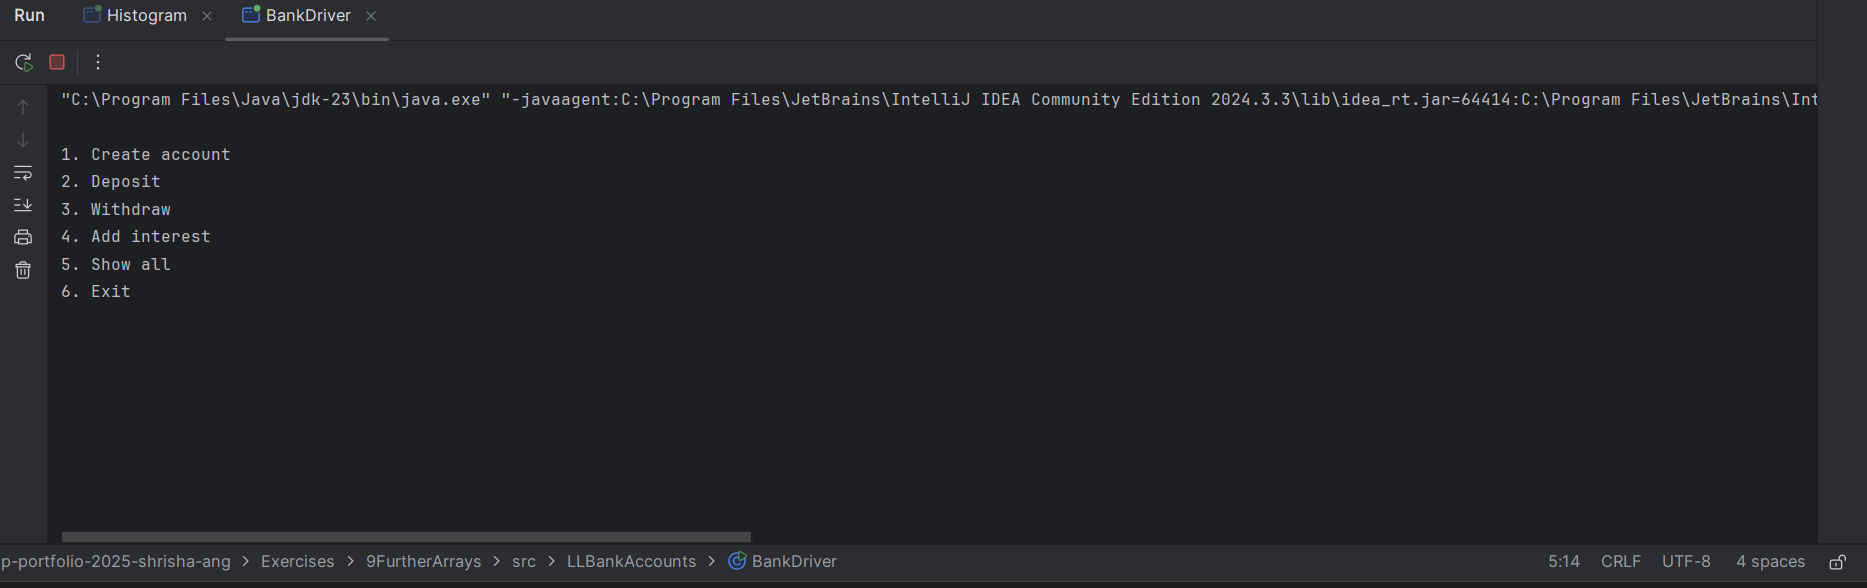 Run Histogram BankDriver
"C:\Program Files\Java\jdk-23\bin\java.exe" "-javaagent:C:\Program Files\JetBrains\IntelliJ IDEA Community Edition 2024.3.3\lib\idea_rt.jar=64414:C:\Program Files\JetBrains\Int
1. Create account
2. Deposit
3. Withdraw
4. Add interest
5. Show all
6. Exit
p-portfolio-2025-shrisha-ang > Exercises > 9FurtherArrays > src > LLBankAccounts > BankDriver 5:14 CRLF UTF-8 4 spaces